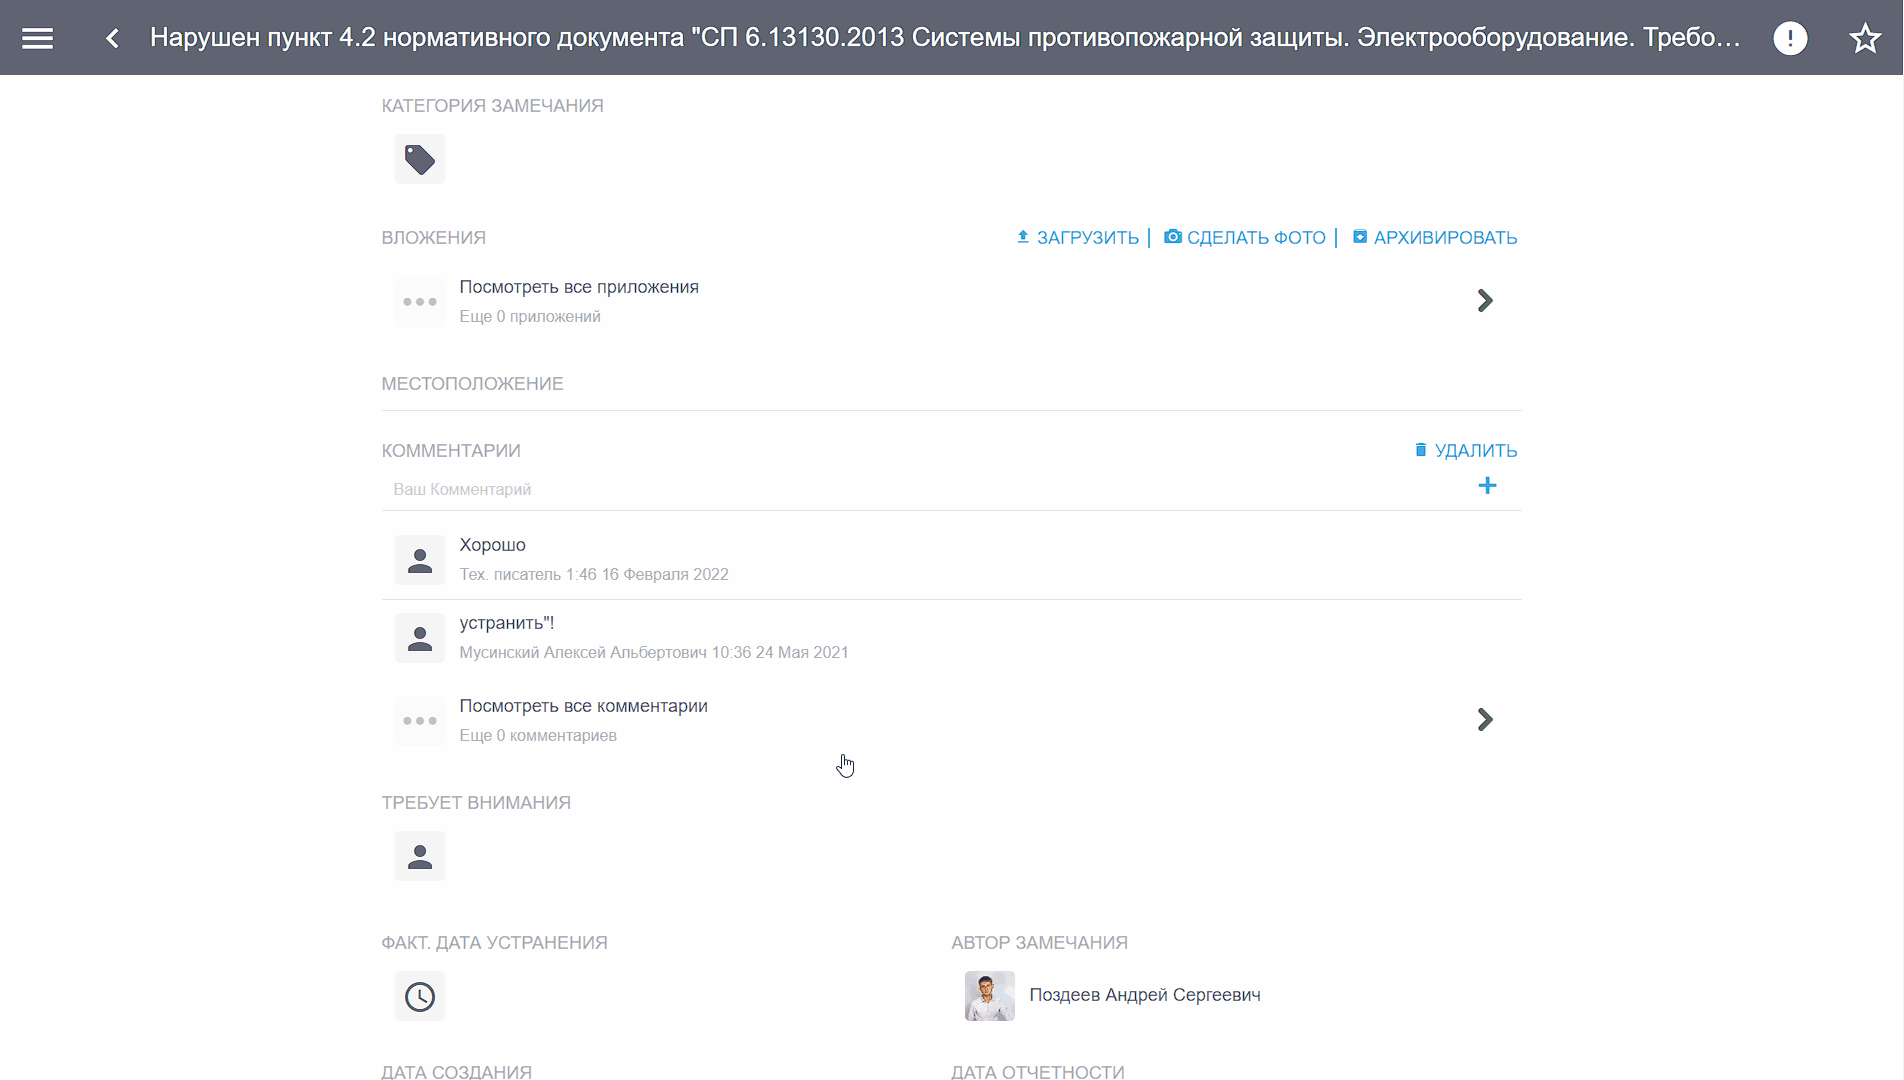 Нарушен пункт 4.2 нормативного документа "СП 6.13130.2013 Системы противопожарной защиты. Электрооборудование. Требо...
КАТЕГОРИЯ ЗАМЕЧАНИЯ
ВЛОЖЕНИЯ
ЗАГРУЗИТЬ | СДЕЛАТЬ ФОТО | АРХИВИРОВАТЬ
Посмотреть все приложения
Еще 0 приложений
МЕСТОПОЛОЖЕНИЕ
КОММЕНТАРИИ
УДАЛИТЬ
Ваш Комментарий
Хорошо
Тех. писатель 1:46 16 Февраля 2022
устранить"!
Мусинский Алексей Альбертович 10:36 24 Мая 2021
Посмотреть все комментарии
Еще 0 комментариев
ТРЕБУЕТ ВНИМАНИЯ
ФАКТ. ДАТА УСТРАНЕНИЯ
АВТОР ЗАМЕЧАНИЯ
Поздеев Андрей Сергеевич
ДАТА СОЗДАНИЯ
ДАТА ОТЧЕТНОСТИ